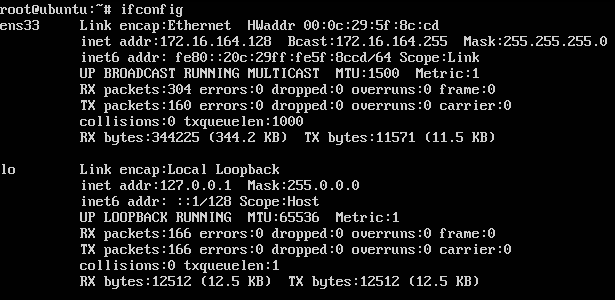 root@ubuntu:~# ifconfig
ens33     Link encap:Ethernet  HWaddr 00:0c:29:5f:8c:cd
          inet addr:172.16.164.128  Bcast:172.16.164.255  Mask:255.255.255.0
          inet6 addr: fe80::20c:29ff:fe5f:8ccd/64 Scope:Link
          UP BROADCAST RUNNING MULTICAST  MTU:1500  Metric:1
          RX packets:304 errors:0 dropped:0 overruns:0 frame:0
          TX packets:160 errors:0 dropped:0 overruns:0 carrier:0
          collisions:0 txqueuelen:1000
          RX bytes:344225 (344.2 KB)  TX bytes:11571 (11.5 KB)

lo        Link encap:Local Loopback
          inet addr:127.0.0.1  Mask:255.0.0.0
          inet6 addr: ::1/128 Scope:Host
          UP LOOPBACK RUNNING  MTU:65536  Metric:1
          RX packets:166 errors:0 dropped:0 overruns:0 frame:0
          TX packets:166 errors:0 dropped:0 overruns:0 carrier:0
          collisions:0 txqueuelen:1
          RX bytes:12512 (12.5 KB)  TX bytes:12512 (12.5 KB)